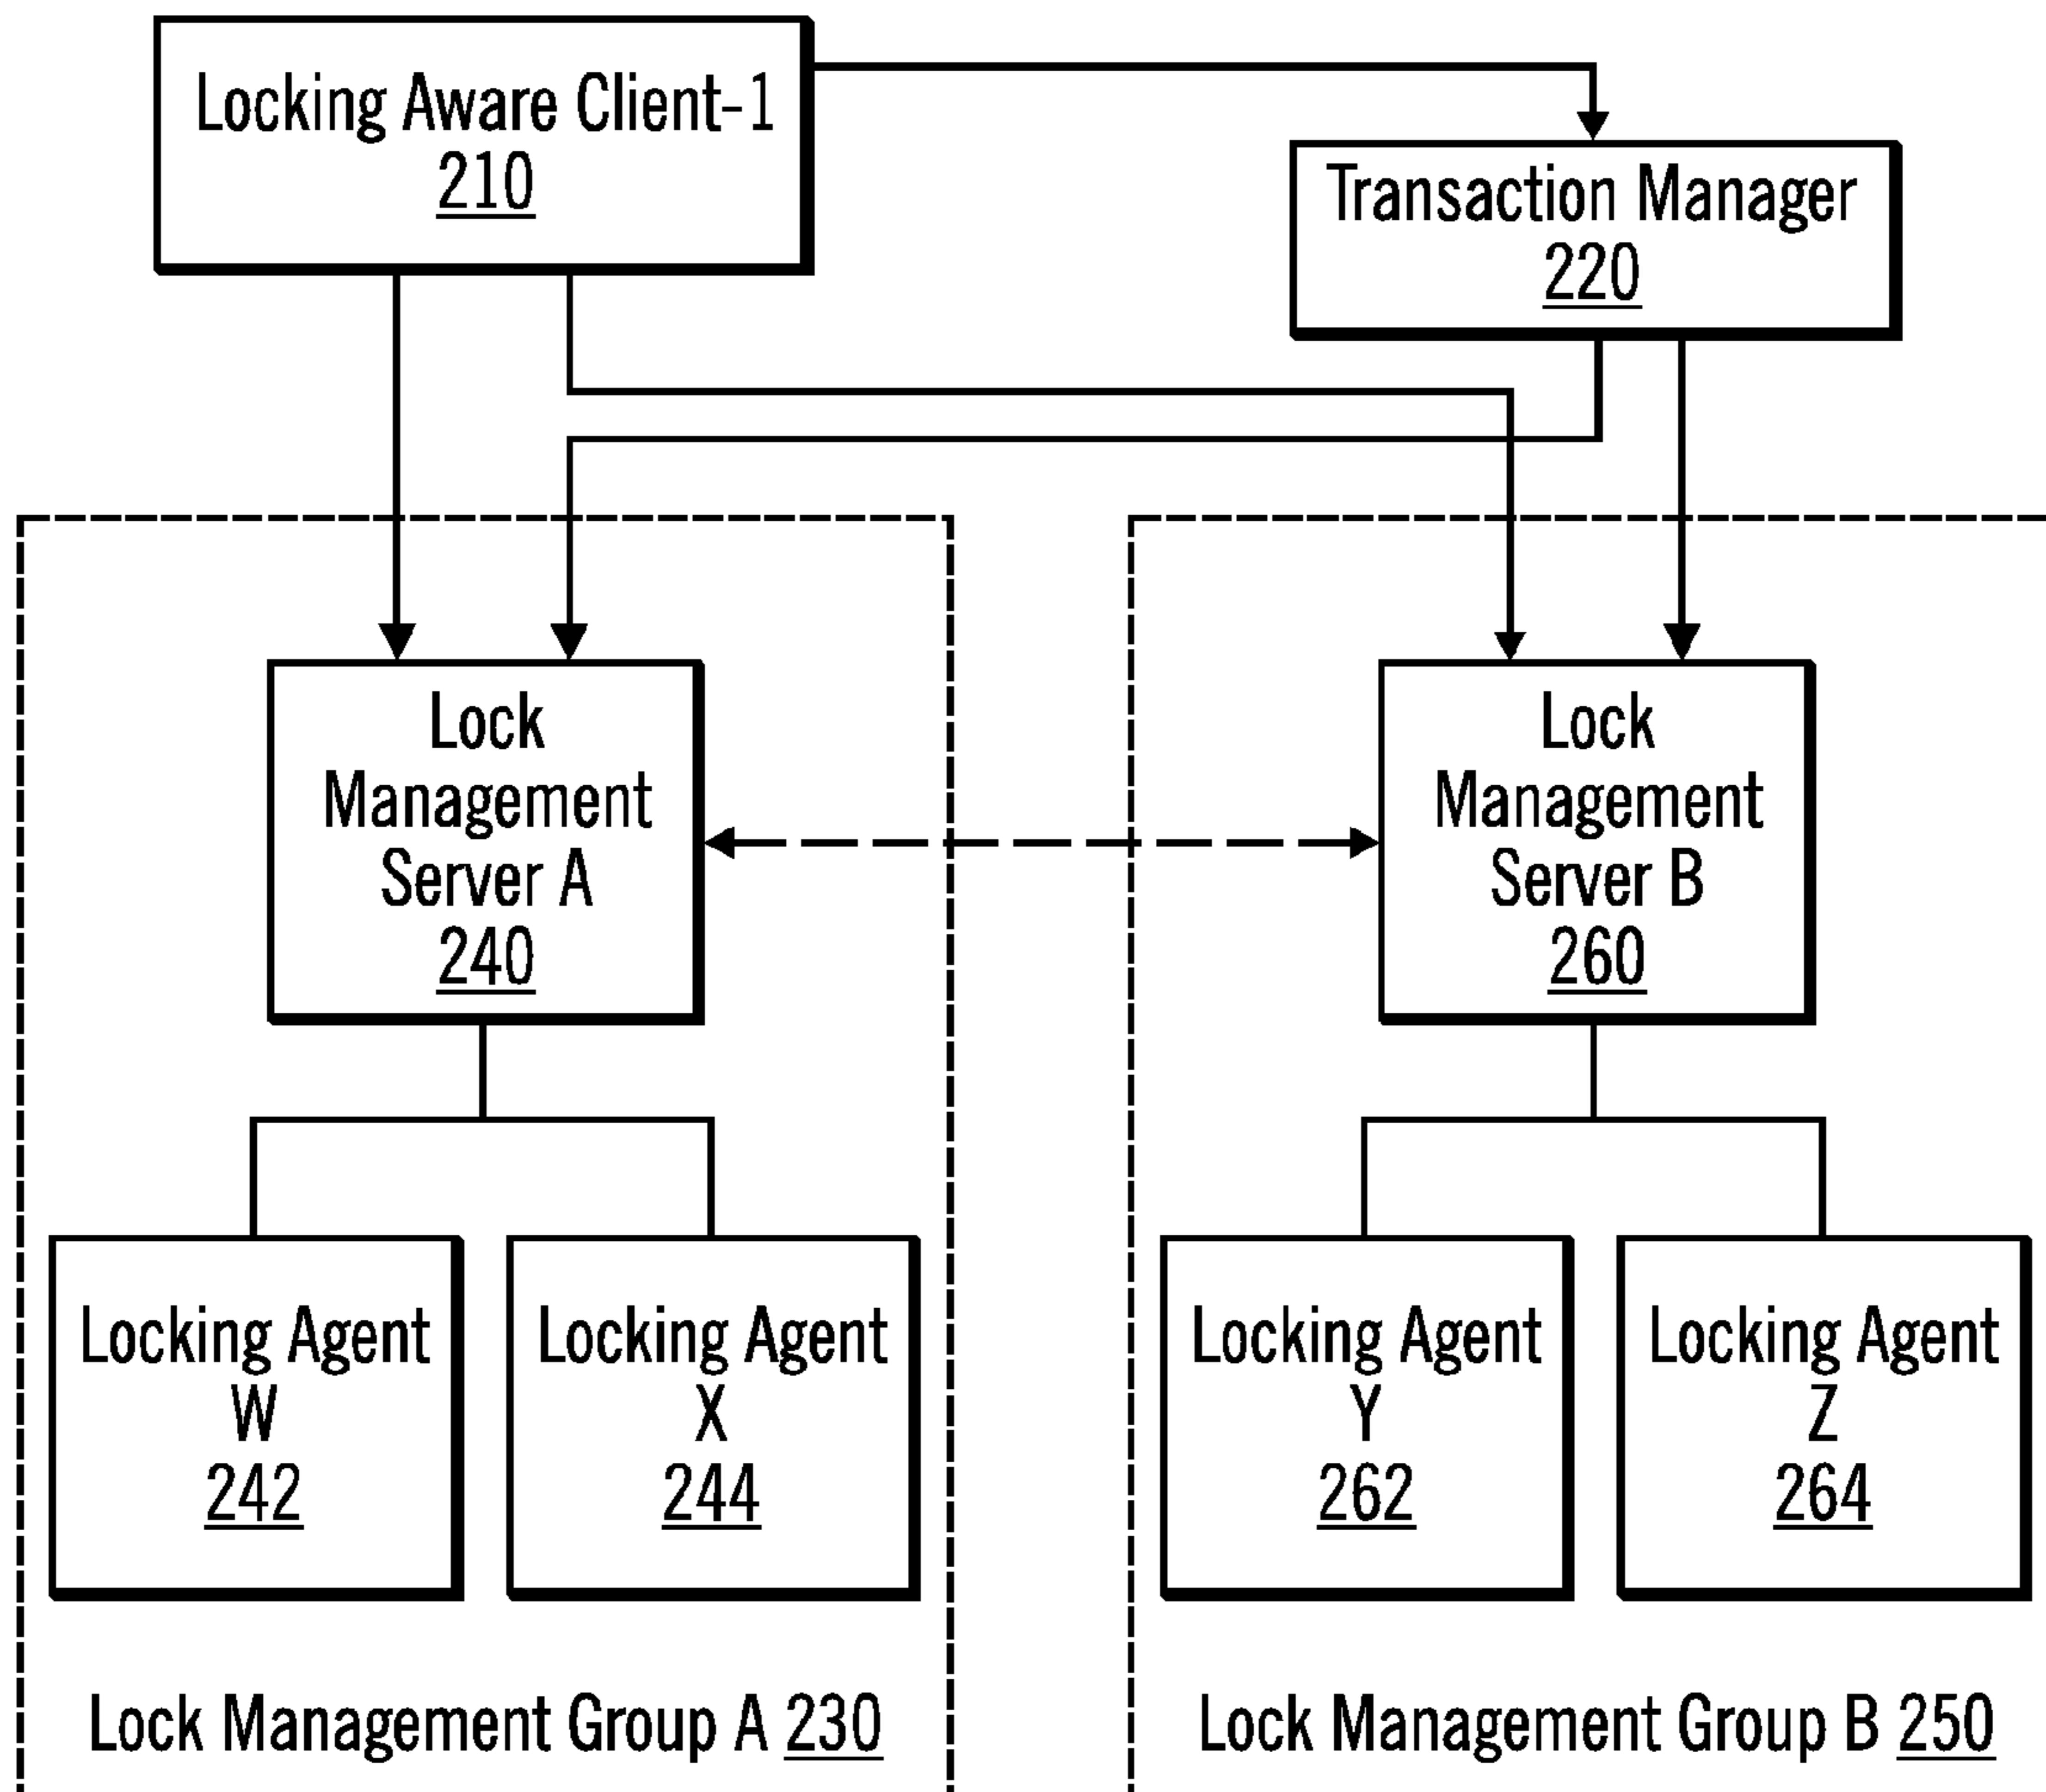 Locking Aware Client-1
210
Transaction Manager
220
Lock
Management
Server A
240
Lock
Management
Server B
260
Locking Agent
W
242
Locking Agent
X
244
Locking Agent
Y
262
Locking Agent
Z
264
Lock Management Group A 230
Lock Management Group B 250